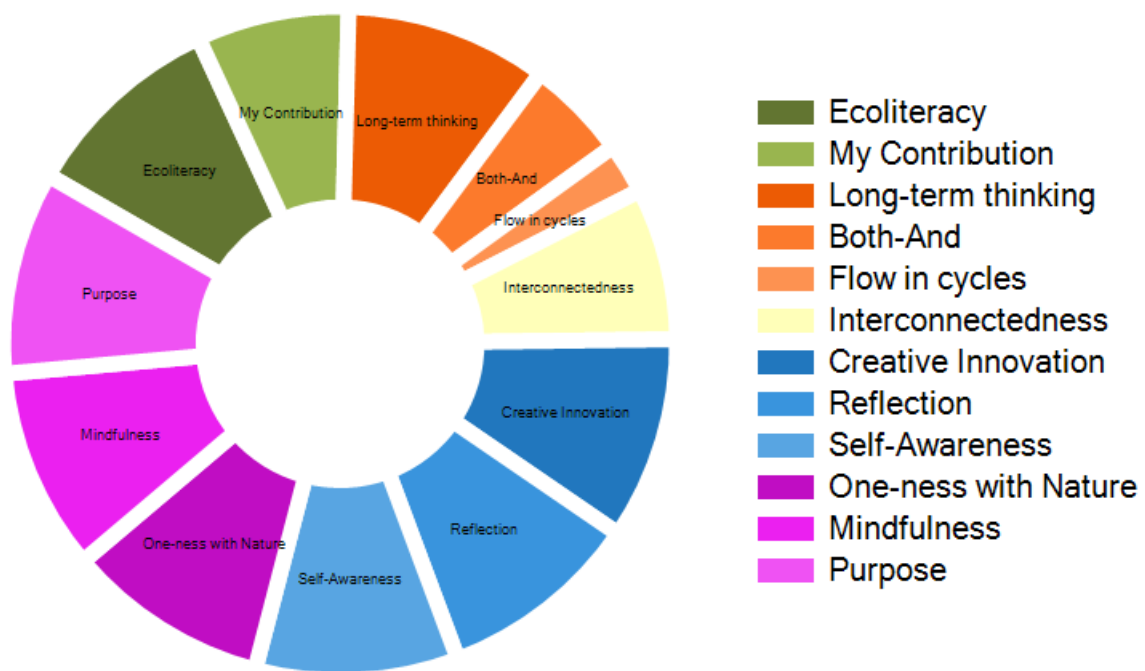 My Contribution
Long-term thinking
Ecoliteracy
Both-And
Flow in cycles
Purpose
Interconnectedness
Creative Innovation
Mindfulness
Reflection
One-ness with Nature
Self-Awareness
Ecoliteracy
My Contribution
Long-term thinking
Both-And
Flow in cycles
Interconnectedness
Creative Innovation
Reflection
Self-Awareness
One-ness with Nature
Mindfulness
Purpose